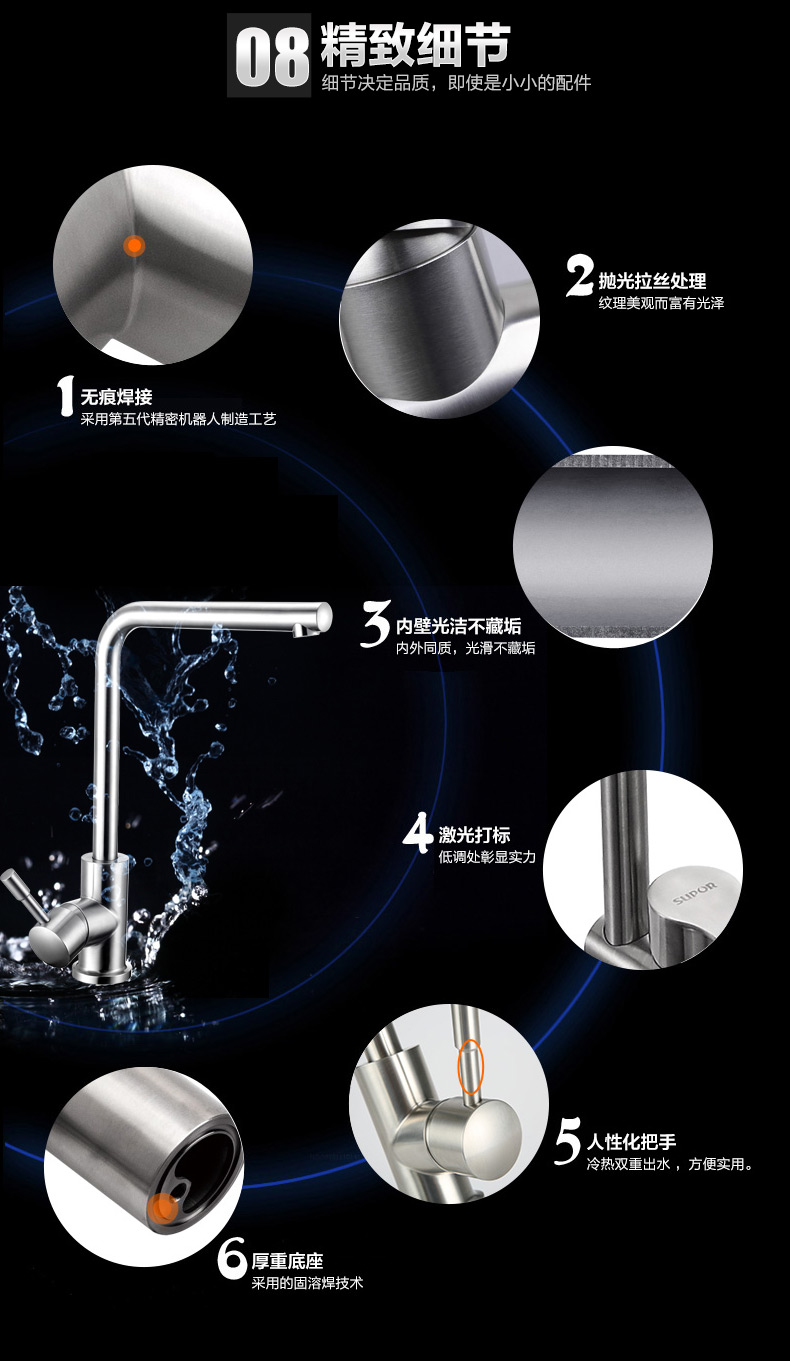 08
精致细节
细节决定品质，即使是小小的配件
1 无痕焊接
采用第五代精密机器人制造工艺
2 抛光拉丝处理
纹理美观而富有光泽
3 内壁光洁不藏垢
内外同质，光滑不藏垢
4 激光打标
低调处彰显实力
SUPOR
5 人性化把手
冷热双重出水，方便实用。
6 厚重底座
采用的固溶焊技术